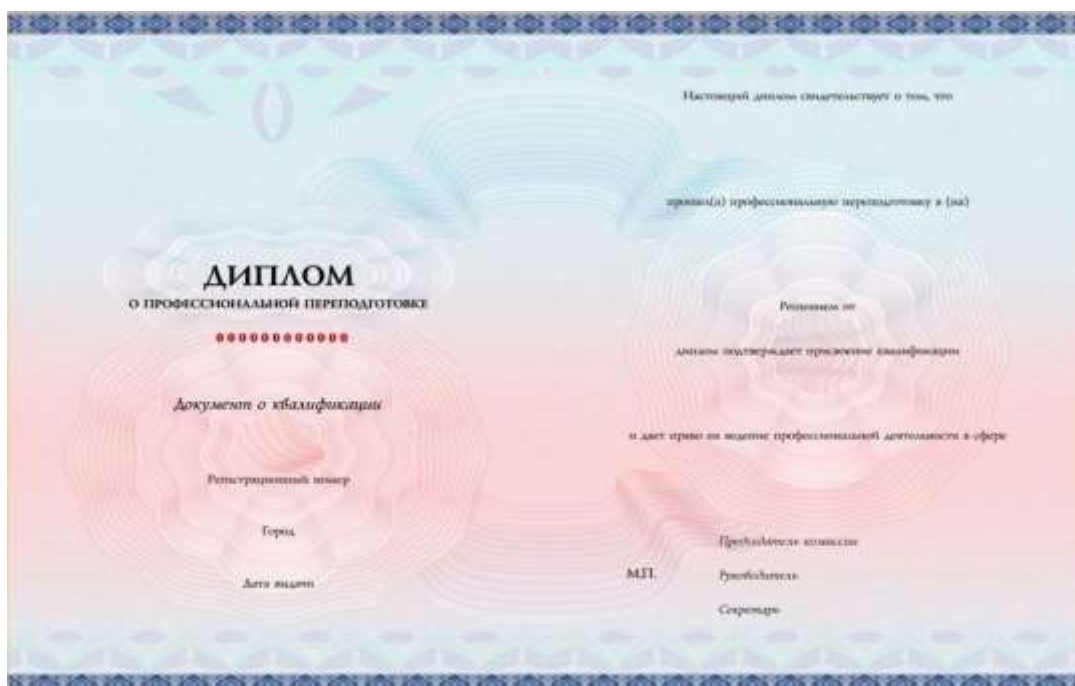 ДИПЛОМ
О ПРОФЕССИОНАЛЬНОЙ ПЕРЕПОДГОТОВКЕ
000000000000
Документ о квалификации
Регистрационный номер
Город
Дата выдачи
Настоящий диплом свидетельствует о том, что
прошел(а) профессиональную переподготовку в (на)
Решением от
диплом подтверждает присвоение квалификации
и дает право на ведение профессиональной деятельности в сфере
Председатель комиссии
М.П.
Руководитель
Секретарь